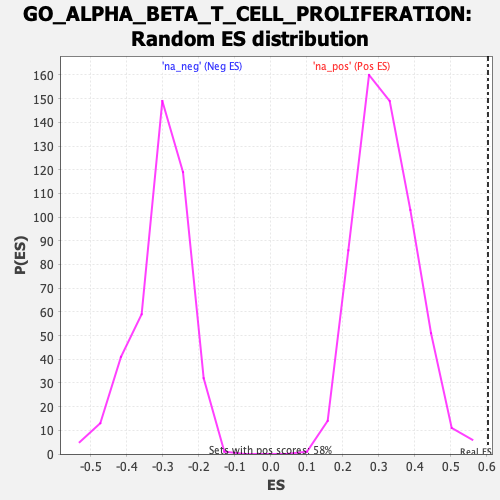 GO_ALPHA_BETA_T_CELL_PROLIFERATION:
Random ES distribution
'na_neg' (Neg ES)
'na_pos' (Pos ES)
160
150
140
130
120
110
100
90
80
70
60
50
40
30
20
10
0
P(ES)
Sets with pos scores: 58%
Real ES
-0.5 -0.4 -0.3 -0.2 -0.1 0.0 0.1 0.2 0.3 0.4 0.5 0.6
ES